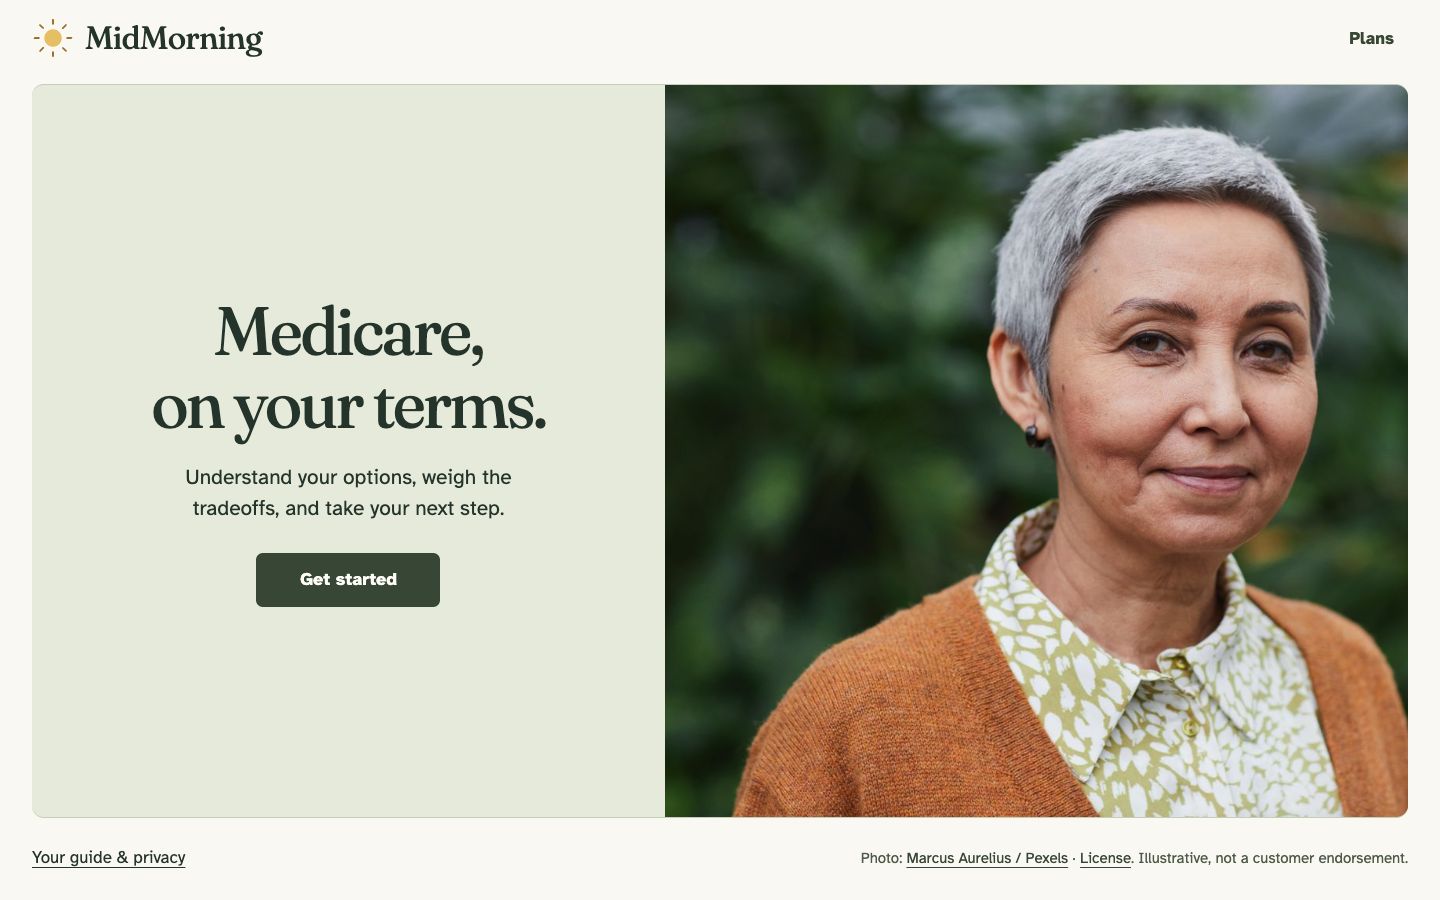 MidMorning
Plans
Medicare,
on your terms.
Understand your options, weigh the
tradeoffs, and take your next step.
Get started
Your guide & privacy
Photo: Marcus Aurelius / Pexels · License. Illustrative, not a customer endorsement.